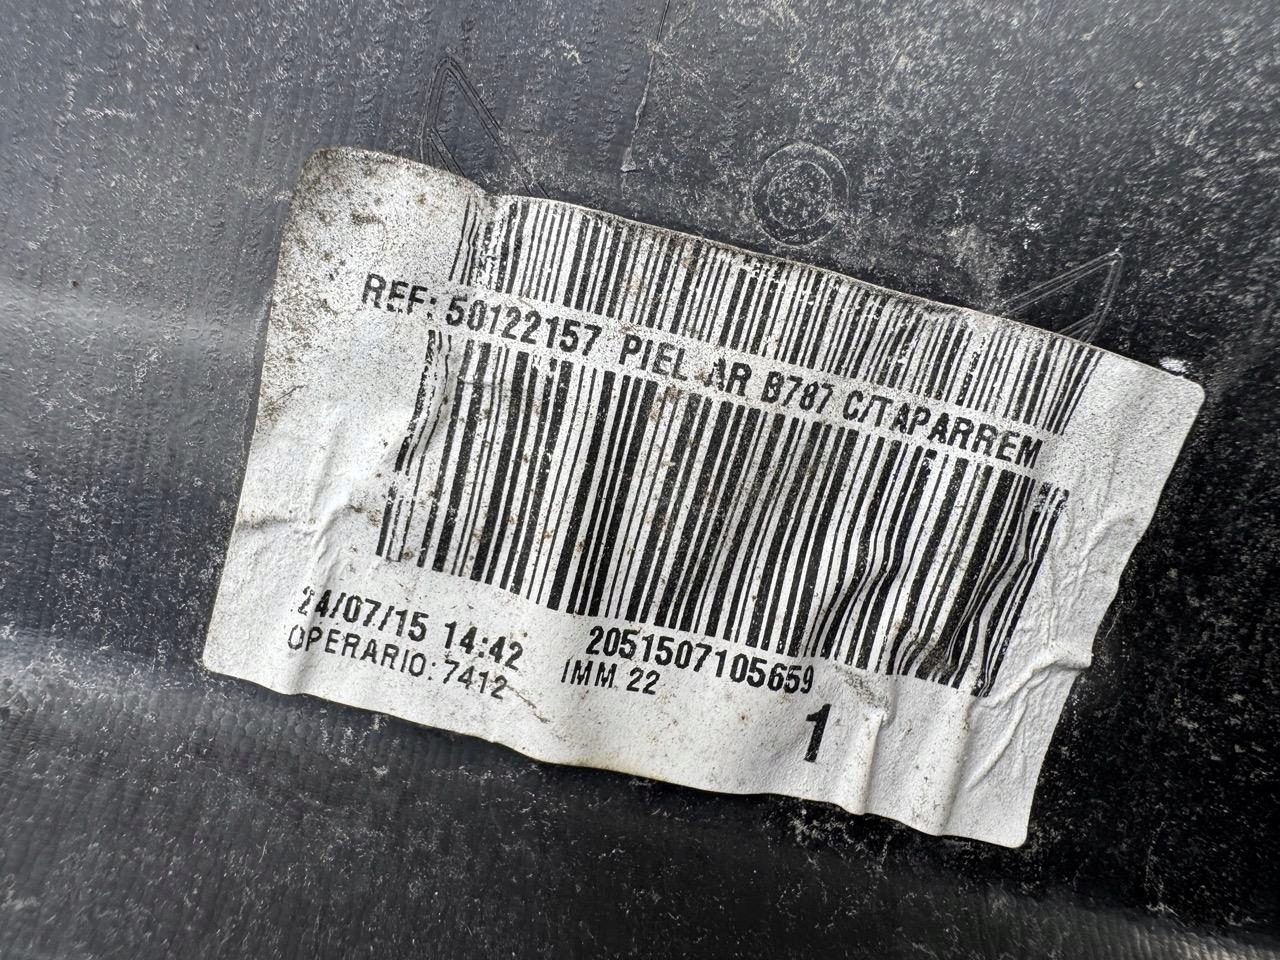 REF: 50122157 PIEL AR B787 C/TAPARREM
24/07/15 14:42 2051507105659
OPERARIO: 7412 IMM 22
1